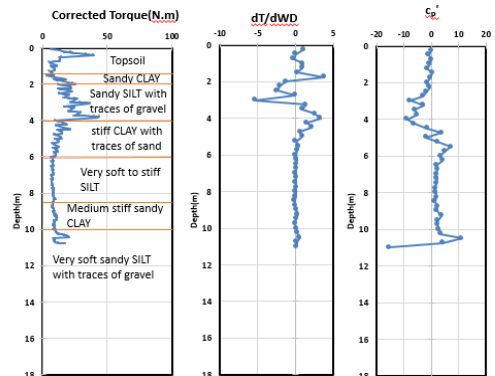 Corrected Torque(N.m)
0 50 100
0
2
4
6
8
10
12
14
16
18
Depth(m)
Topsoil
Sandy CLAY
Sandy SILT with
traces of gravel
stiff CLAY with
traces of sand
Very soft to stiff
SILT
Medium stiff sandy
CLAY
Very soft sandy SILT
with traces of gravel
dT/dWD
-10 -5 0 5
0
2
4
6
8
10
12
14
16
18
Depth(m)
Cp'
-20 -10 0 10 20
0
2
4
6
8
10
12
14
16
18
Depth(m)